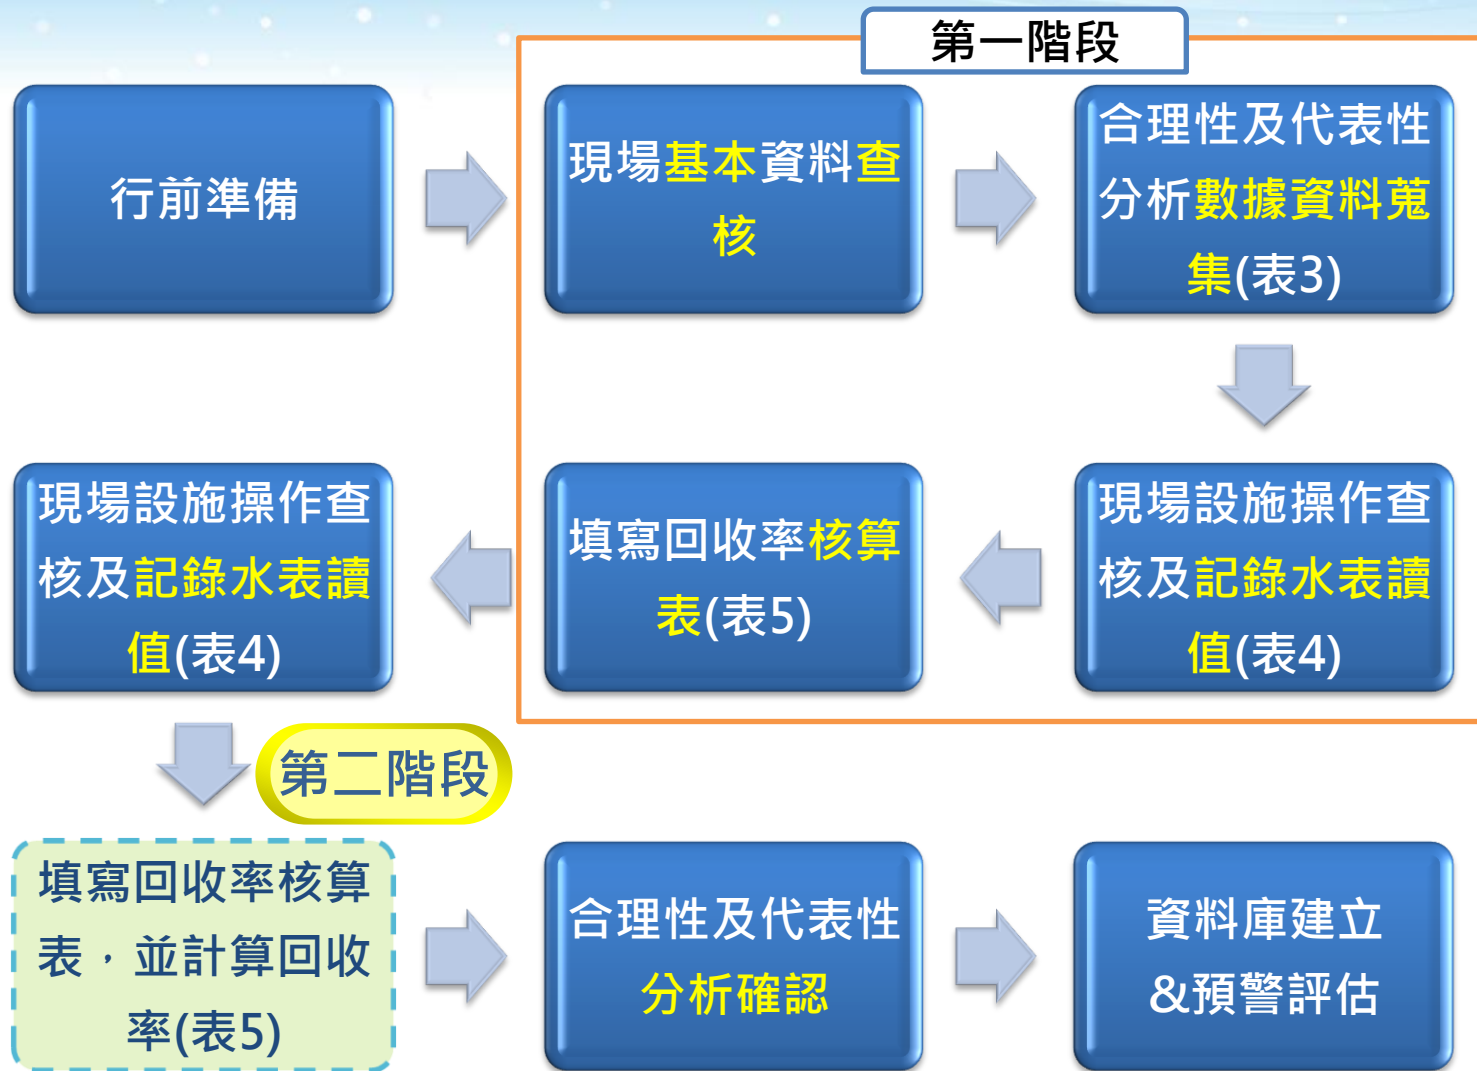 第一階段
行前準備
現場基本資料查
核
合理性及代表性
分析數據資料蒐
集(表3)
現場設施操作查
核及記錄水表讀
值(表4)
填寫回收率核算
表(表5)
現場設施操作查
核及記錄水表讀
值(表4)
第二階段
填寫回收率核算
表，並計算回收
率(表5)
合理性及代表性
分析確認
資料庫建立
&預警評估